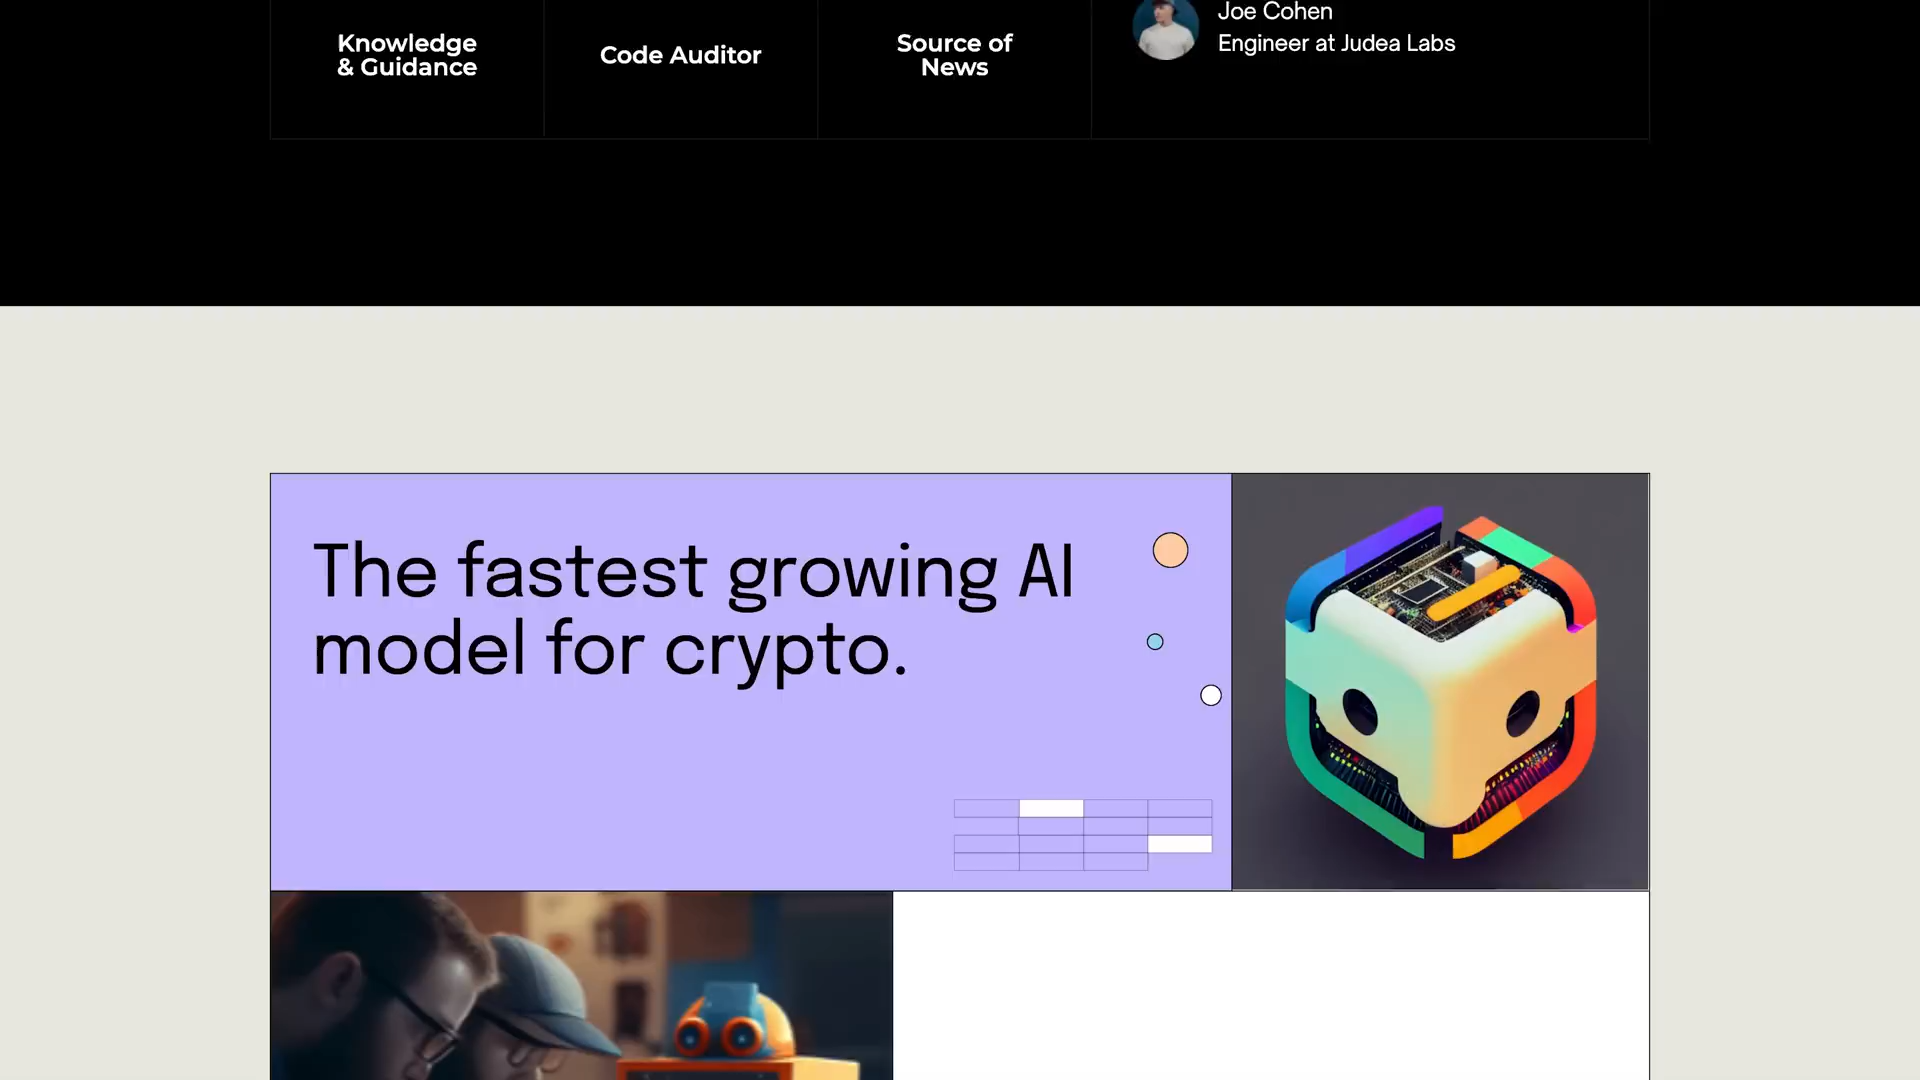 Knowledge
& Guidance
Code Auditor
Source of
News
Joe Cohen
Engineer at Judea Labs
The fastest growing AI
model for crypto.